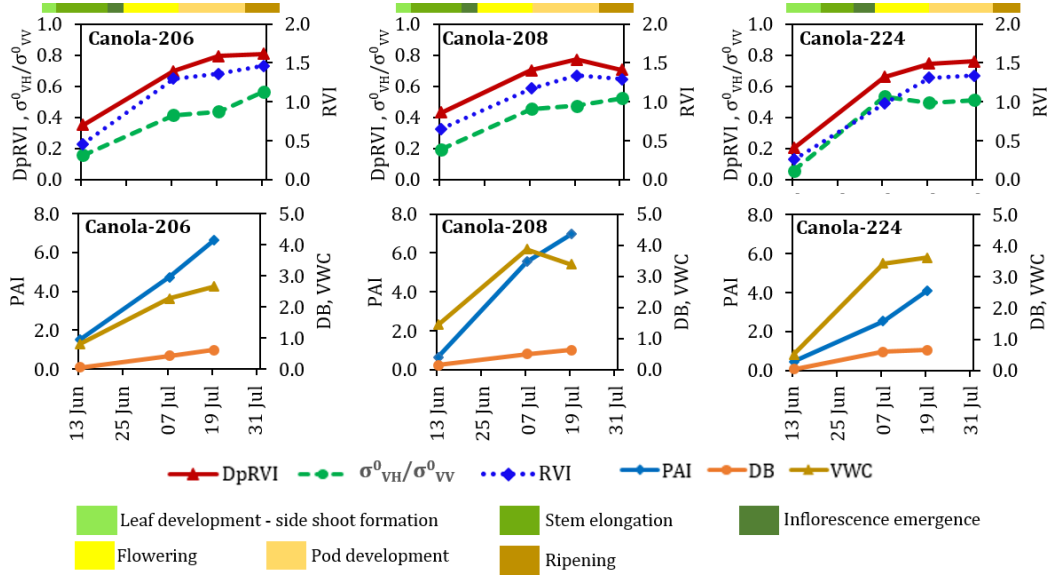 Canola-206
1.0
0.8
0.6
0.4
0.2
0.0
DpRVI , σ⁰VH/σ⁰VV
2.0
1.5
1.0
0.5
0.0
RVI
Canola-208
1.0
0.8
0.6
0.4
0.2
0.0
DpRVI , σ⁰VH/σ⁰VV
2.0
1.5
1.0
0.5
0.0
RVI
Canola-224
1.0
0.8
0.6
0.4
0.2
0.0
DpRVI , σ⁰VH/σ⁰VV
2.0
1.5
1.0
0.5
0.0
RVI
Canola-206
8.0
6.0
4.0
2.0
0.0
PAI
5.0
4.0
3.0
2.0
1.0
0.0
DB, VWC
13 Jun
25 Jun
07 Jul
19 Jul
31 Jul
Canola-208
8.0
6.0
4.0
2.0
0.0
PAI
5.0
4.0
3.0
2.0
1.0
0.0
DB, VWC
13 Jun
25 Jun
07 Jul
19 Jul
31 Jul
Canola-224
8.0
6.0
4.0
2.0
0.0
PAI
5.0
4.0
3.0
2.0
1.0
0.0
DB, VWC
13 Jun
25 Jun
07 Jul
19 Jul
31 Jul
DpRVI σ⁰VH/σ⁰VV RVI PAI DB VWC
Leaf development - side shoot formation Stem elongation Inflorescence emergence
Flowering Pod development Ripening